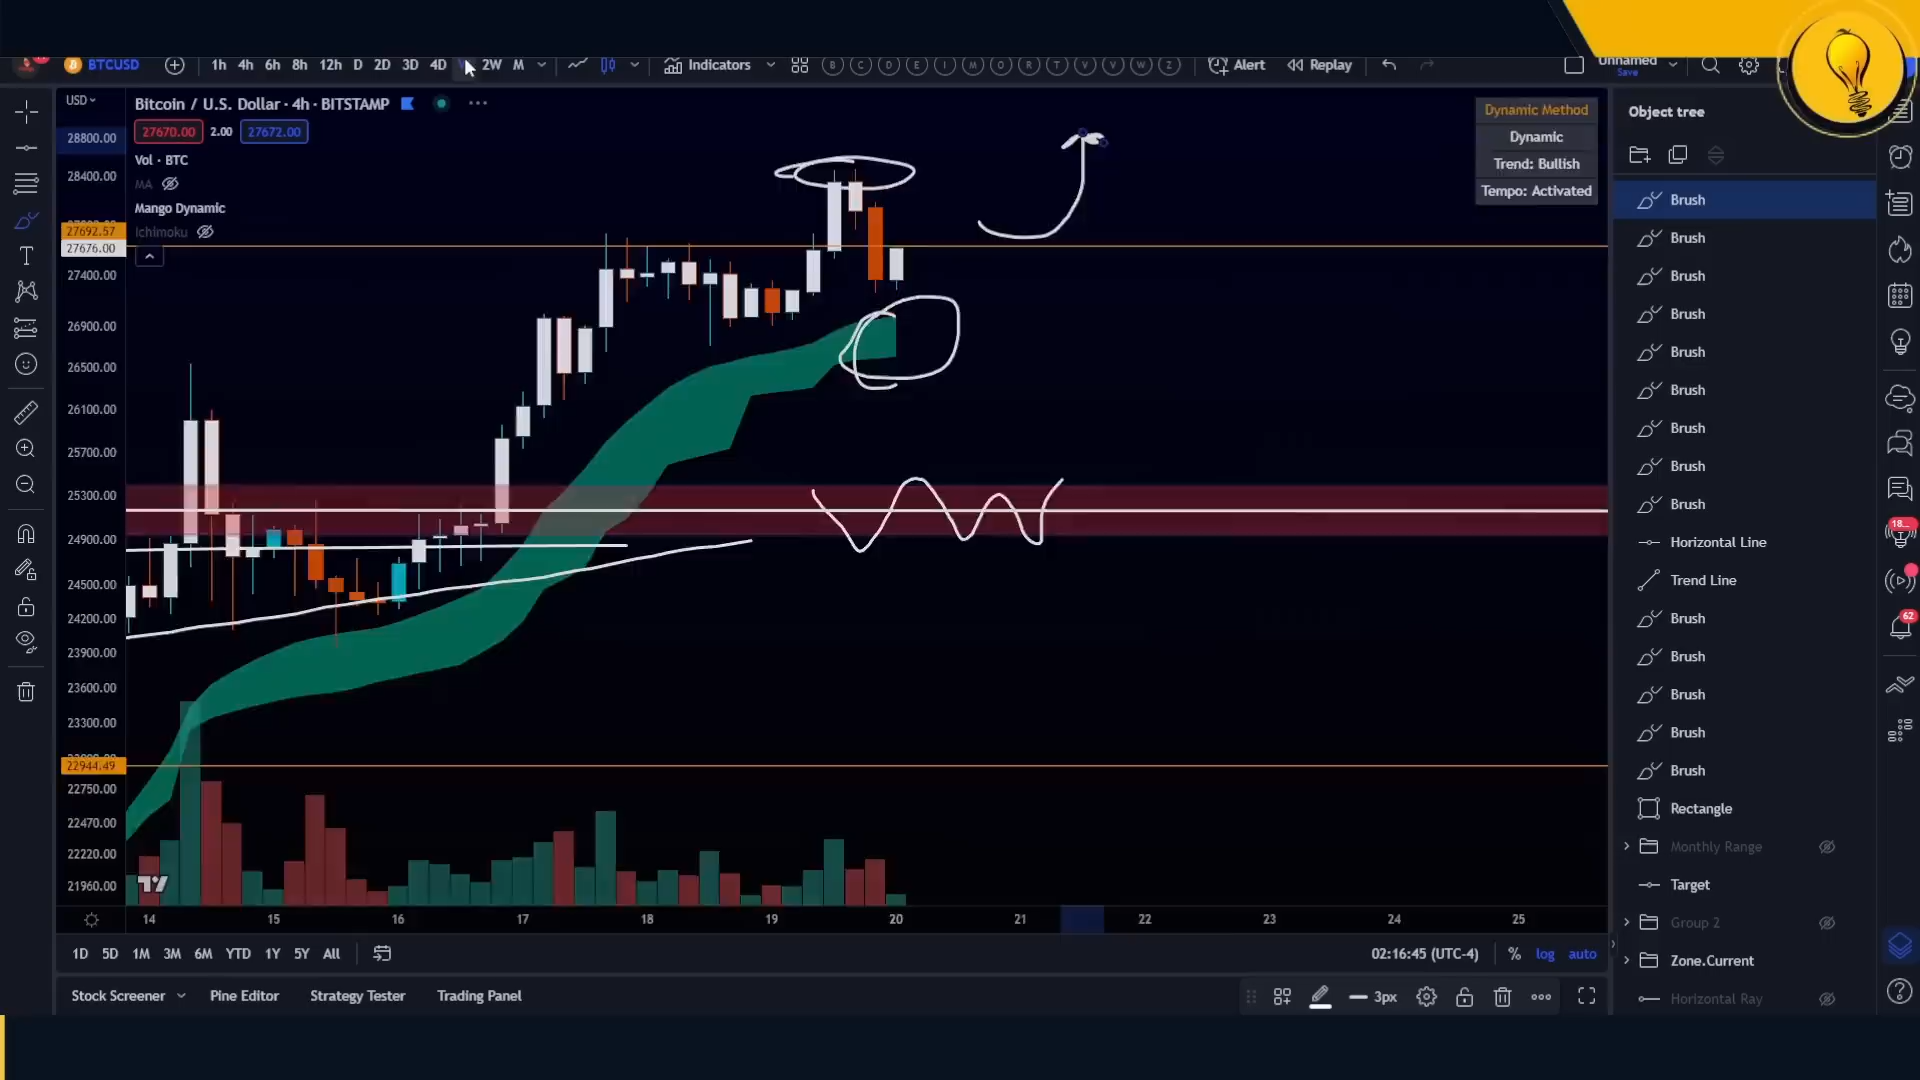 BTCUSD 1h 4h 6h 8h 12h D 2D 3D 4D 2W M Indicators B C D E I M O R T V V W Z Alert Replay Unnamed
Save
USD
Bitcoin / U.S. Dollar · 4h · BITSTAMP
27670.00 2.00 27672.00
Vol · BTC
MA
Mango Dynamic
Ichimoku
Dynamic Method
Dynamic
Trend: Bullish
Tempo: Activated
28800.00
28400.00
27692.57
27676.00
27400.00
26900.00
26500.00
26100.00
25700.00
25300.00
24900.00
24500.00
24200.00
23900.00
23600.00
23300.00
22944.49
22750.00
22470.00
22220.00
21960.00
14 15 16 17 18 19 20 21 22 23 24 25
1D 5D 1M 3M 6M YTD 1Y 5Y All 02:16:45 (UTC-4) % log auto
Stock Screener Pine Editor Strategy Tester Trading Panel 3px
Object tree
Brush
Brush
Brush
Brush
Brush
Brush
Brush
Brush
Brush
Horizontal Line
Trend Line
Brush
Brush
Brush
Brush
Brush
Rectangle
Monthly Range
Target
Group 2
Zone.Current
Horizontal Ray
18...
62